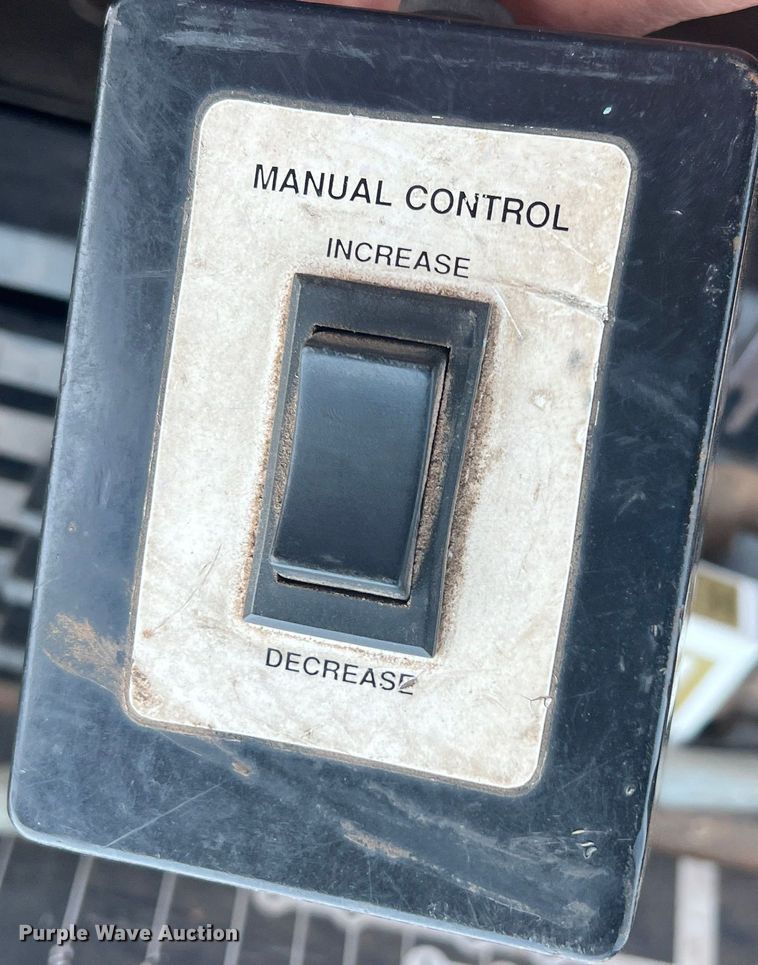 MANUAL CONTROL
INCREASE
DECREASE
Purple Wave Auction